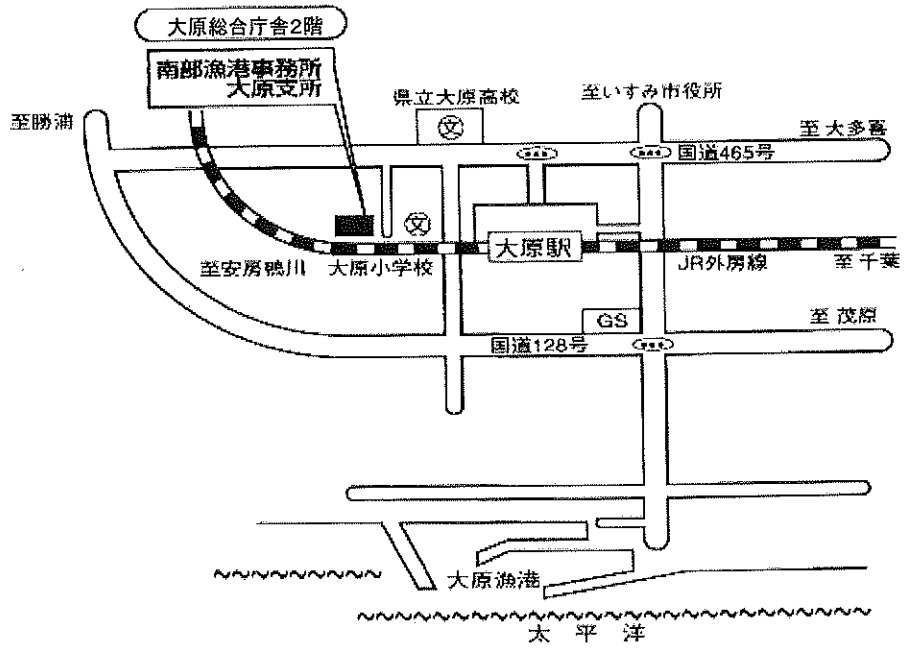 大原総合庁舎2階
南部漁港事務所
大原支所
県立大原高校
文
至いすみ市役所
至勝浦
至 大多喜
国道465号
文
大原駅
至安房鴨川
大原小学校
JR外房線
至 千葉
GS
至 茂原
国道128号
大原漁港
太 平 洋